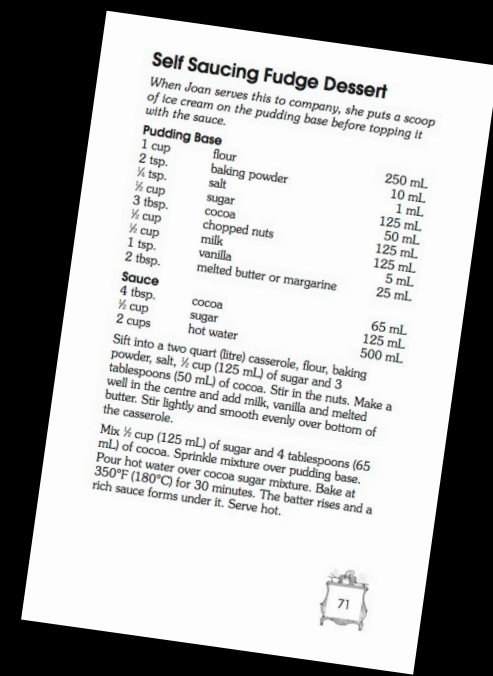 Self Saucing Fudge Dessert
When Joan serves this to company, she puts a scoop
of ice cream on the pudding base before topping it
with the sauce.
Pudding Base
1 cup flour 250 mL
2 tsp. baking powder 10 mL
¼ tsp. salt 1 mL
½ cup sugar 125 mL
3 tbsp. cocoa 50 mL
½ cup chopped nuts 125 mL
½ cup milk 125 mL
1 tsp. vanilla 5 mL
2 tbsp. melted butter or margarine 25 mL
Sauce
4 tbsp. cocoa 65 mL
½ cup sugar 125 mL
2 cups hot water 500 mL
Sift into a two quart (litre) casserole, flour, baking
powder, salt, ½ cup (125 mL) of sugar and 3
tablespoons (50 mL) of cocoa. Stir in the nuts. Make a
well in the centre and add milk, vanilla and melted
butter. Stir lightly and smooth evenly over bottom of
the casserole.
Mix ½ cup (125 mL) of sugar and 4 tablespoons (65
mL) of cocoa. Sprinkle mixture over pudding base.
Pour hot water over cocoa sugar mixture. Bake at
350°F (180°C) for 30 minutes. The batter rises and a
rich sauce forms under it. Serve hot.
71